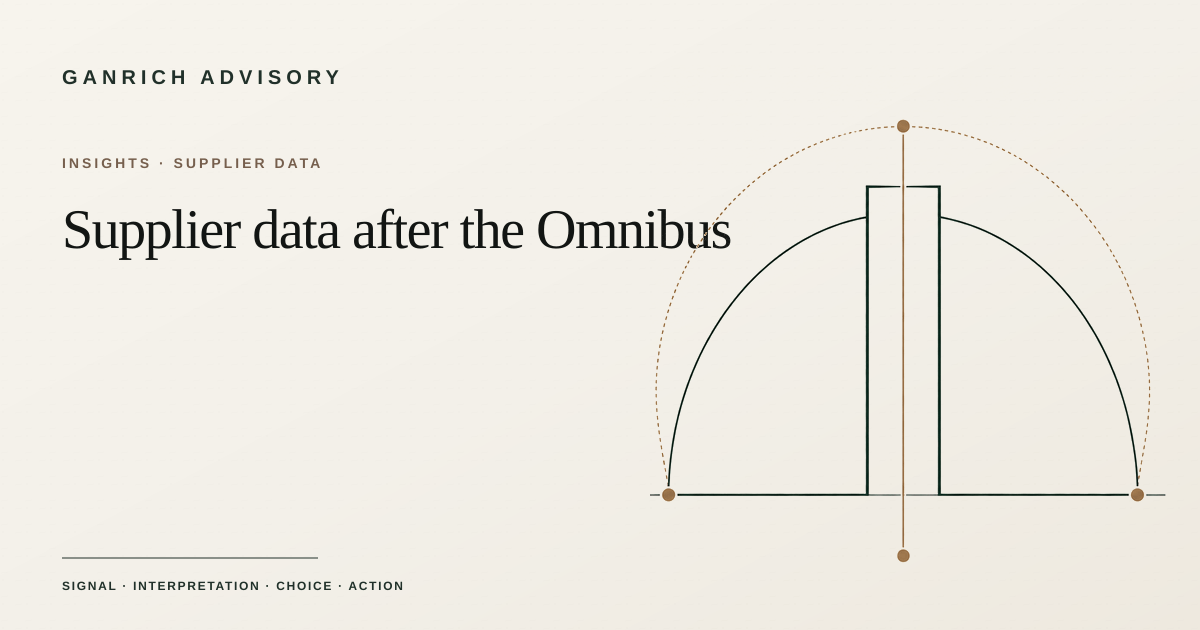 GANRICH ADVISORY
INSIGHTS · SUPPLIER DATA
Supplier data after the Omnibus
SIGNAL · INTERPRETATION · CHOICE · ACTION